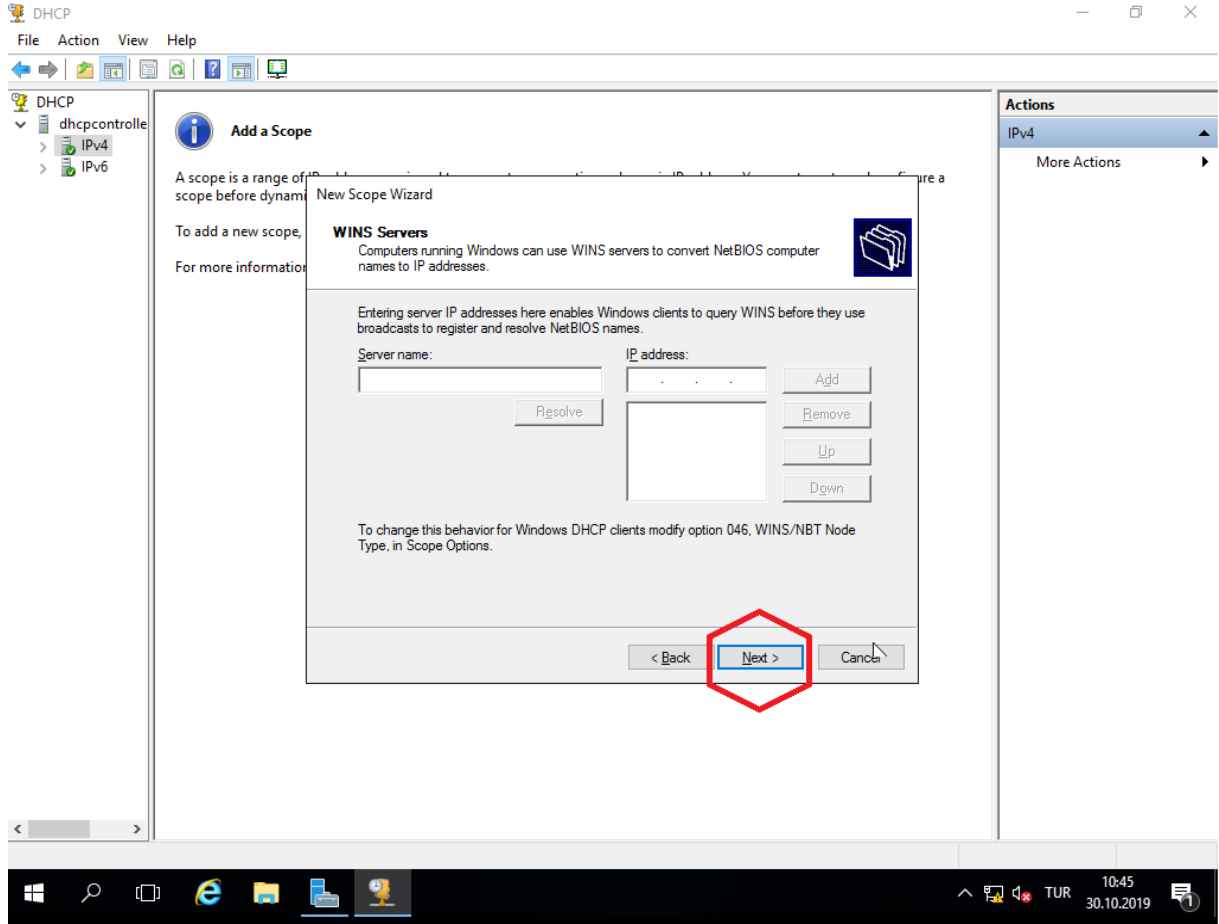 DHCP
File Action View Help
DHCP
dhcpcontrolle
IPv4
IPv6
Add a Scope
A scope is a range of
ure a
scope before dynami
To add a new scope,
For more information
New Scope Wizard
WINS Servers
Computers running Windows can use WINS servers to convert NetBIOS computer
names to IP addresses.
Entering server IP addresses here enables Windows clients to query WINS before they use
broadcasts to register and resolve NetBIOS names.
Server name:
IP address:
Add
Resolve
Remove
Up
Down
To change this behavior for Windows DHCP clients modify option 046, WINS/NBT Node
Type, in Scope Options.
< Back
Next >
Cancel
Actions
IPv4
More Actions
TUR
10:45
30.10.2019
1